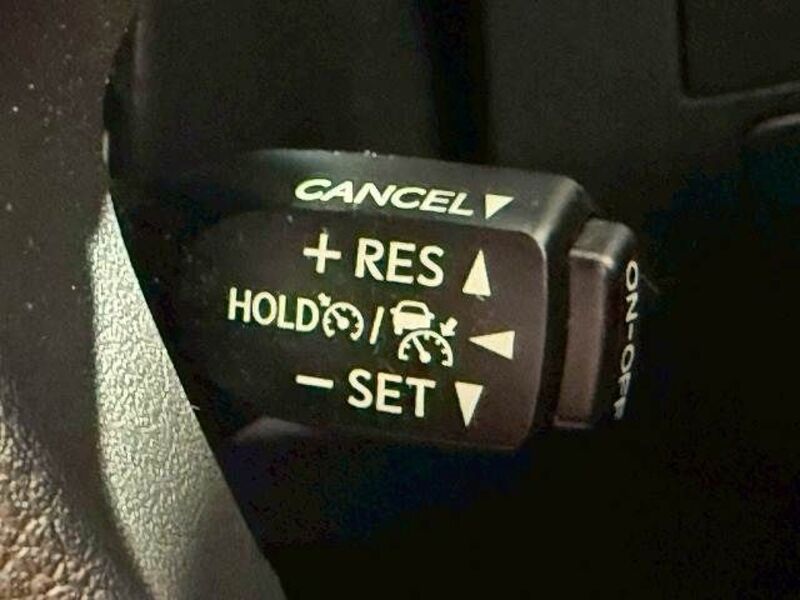 CANCEL
+ RES
HOLD /
− SET
ON-OFF